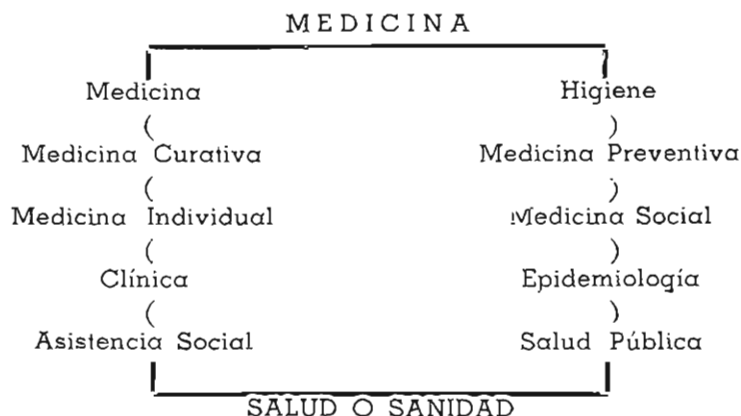 MEDICINA
Medicina Higiene
( )
Medicina Curativa Medicina Preventiva
( )
Medicina Individual Medicina Social
( )
Clínica Epidemiología
( )
Asistencia Social Salud Pública
SALUD O SANIDAD